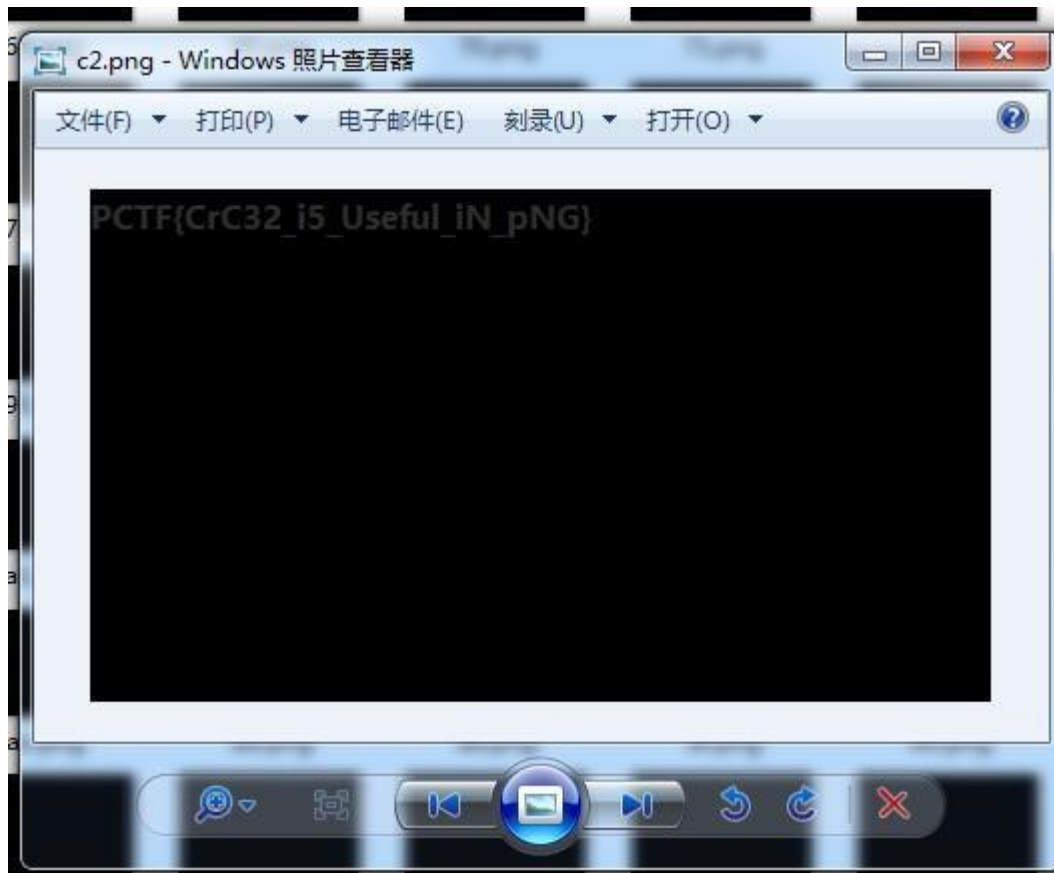 c2.png - Windows 照片查看器
文件(F) 打印(P) 电子邮件(E) 刻录(U) 打开(O)
PCTF{CrC32_i5_Useful_iN_pNG}